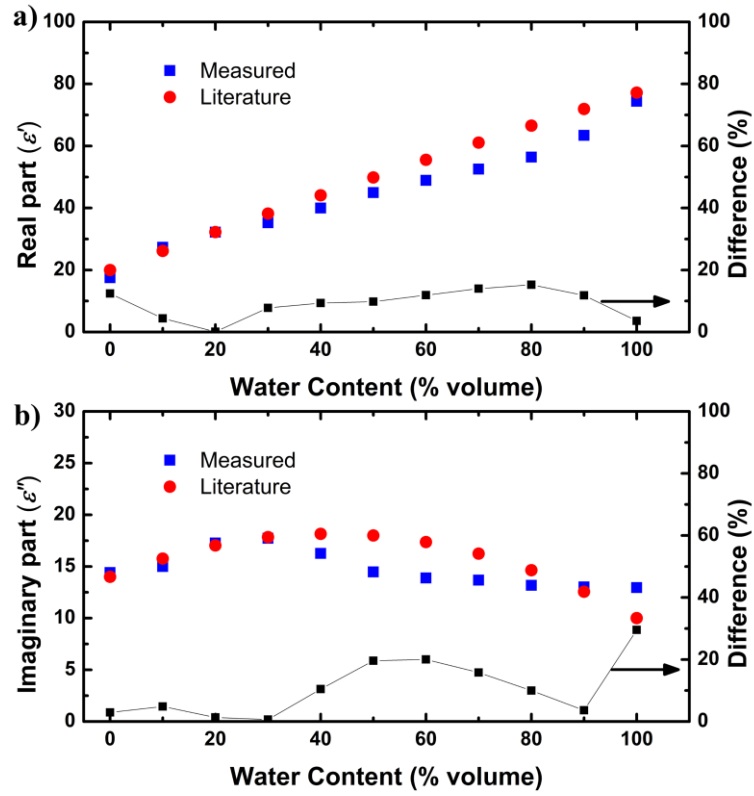 a)
100
80
60
40
20
0
Real part (ε′)
Measured
Literature
100
80
60
40
20
0
Difference (%)
0 20 40 60 80 100
Water Content (% volume)
b)
30
25
20
15
10
5
0
Imaginary part (ε″)
Measured
Literature
100
80
60
40
20
0
Difference (%)
0 20 40 60 80 100
Water Content (% volume)